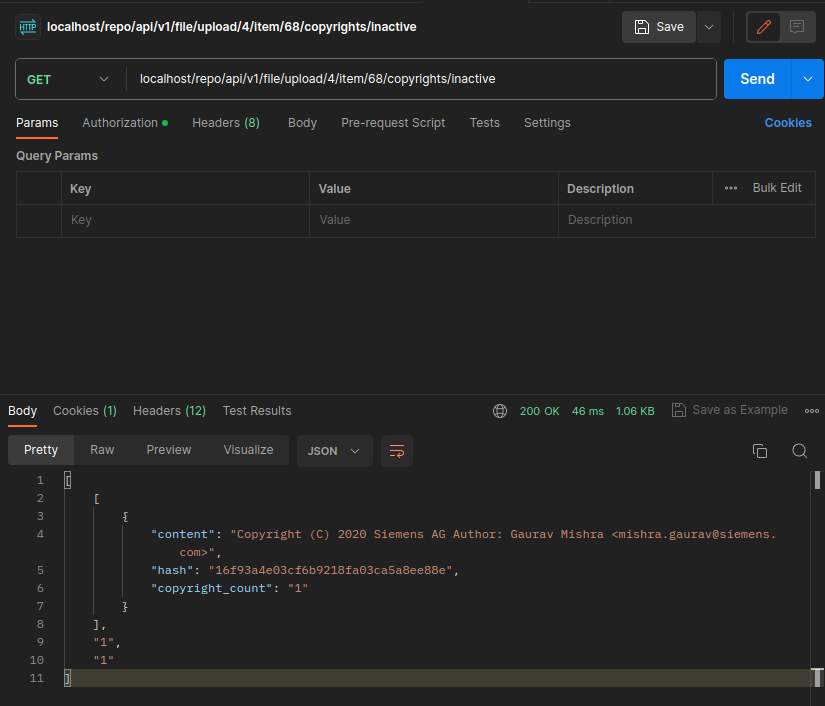 HTTP localhost/repo/api/v1/file/upload/4/item/68/copyrights/inactive Save
GET localhost/repo/api/v1/file/upload/4/item/68/copyrights/inactive Send
Params Authorization Headers (8) Body Pre-request Script Tests Settings Cookies
Query Params
Key Value Description Bulk Edit
Key Value Description
Body Cookies (1) Headers (12) Test Results 200 OK 46 ms 1.06 KB Save as Example
Pretty Raw Preview Visualize JSON
1 [
2 [
3 {
4 "content": "Copyright (C) 2020 Siemens AG Author: Gaurav Mishra <mishra.gaurav@siemens.
com>",
5 "hash": "16f93a4e03cf6b9218fa03ca5a8ee88e",
6 "copyright_count": "1"
7 }
8 ],
9 "1",
10 "1"
11 ]